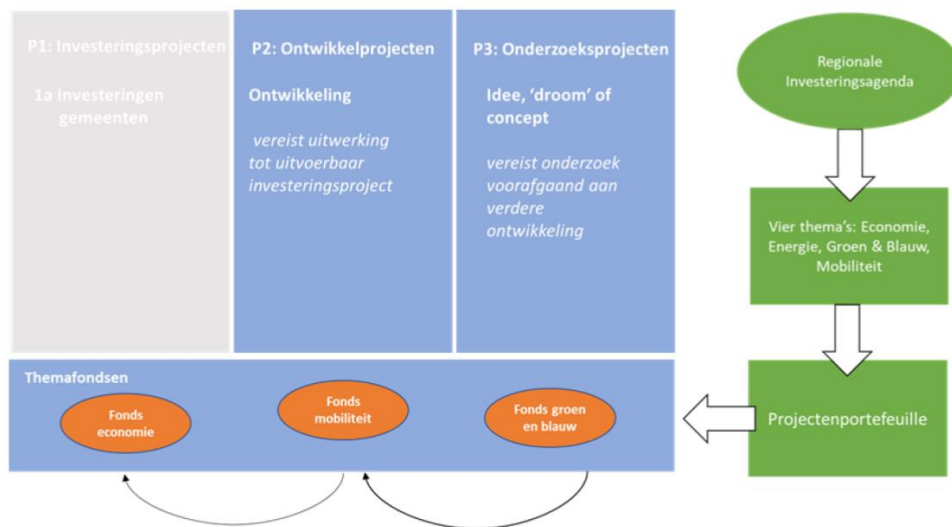 P1: Investeringsprojecten
1a Investeringen
gemeenten
P2: Ontwikkelprojecten
Ontwikkeling
vereist uitwerking
tot uitvoerbaar
investeringsproject
P3: Onderzoeksprojecten
Idee, ‘droom’ of
concept
vereist onderzoek
voorafgaand aan
verdere
ontwikkeling
Themafondsen
Fonds
economie
Fonds
mobiliteit
Fonds groen
en blauw
Regionale
Investeringsagenda
Vier thema’s: Economie,
Energie, Groen & Blauw,
Mobiliteit
Projectenportefeuille